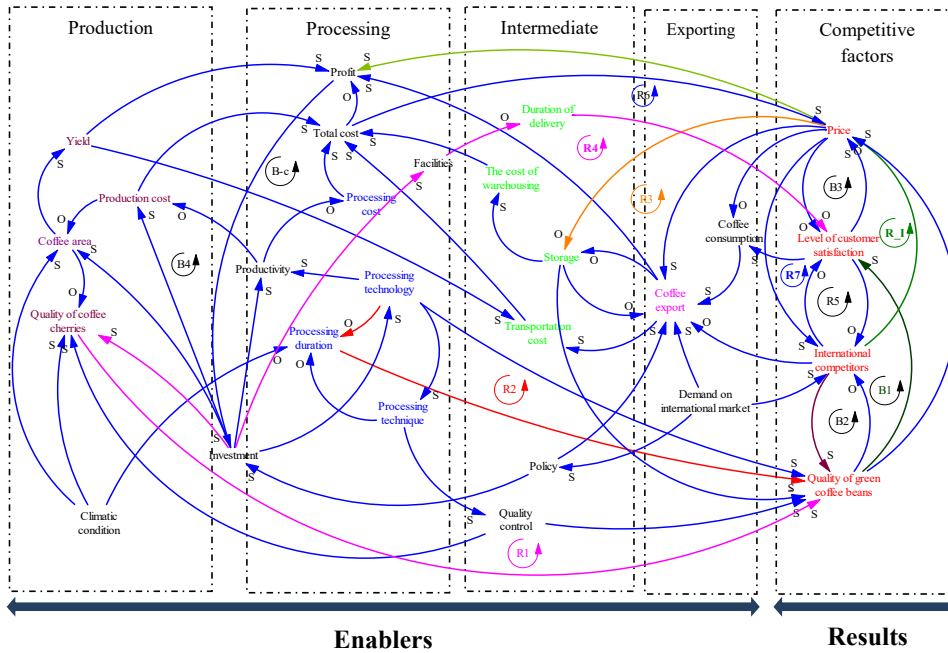 Production
Processing
Intermediate
Exporting
Competitive
factors
S
S
Profit
S
S
R6
S
O
S
O
Duration of
delivery
S
Total cost
S
S
S
Price
S
S
O
Yield
S
B-c
Facilities
S
R4
The cost of
warehousing
S
Production cost
S
O
O
Processing
cost
R3
O
Coffee
consumption
S
B3
O
O
Coffee area
S
S
O
B4
O
Storage
S
O
Level of customer
satisfaction
S
S
R_I
Productivity
S
Processing
technology
S
S
R7
O
O
Quality of coffee
cherries
S
S
S
O
Processing
duration
O
O
S
Transportation
cost
S
Coffee
export
O
S
S
O
R5
S
O
International
competitors
S
O
R2
Demand on
international market
B1
Processing
technique
S
B2
S
Investment
S
S
Policy
S
S
S
S
Quality of green
coffee beans
S
S
Climatic
condition
S
Quality
control
R1
Enablers
Results